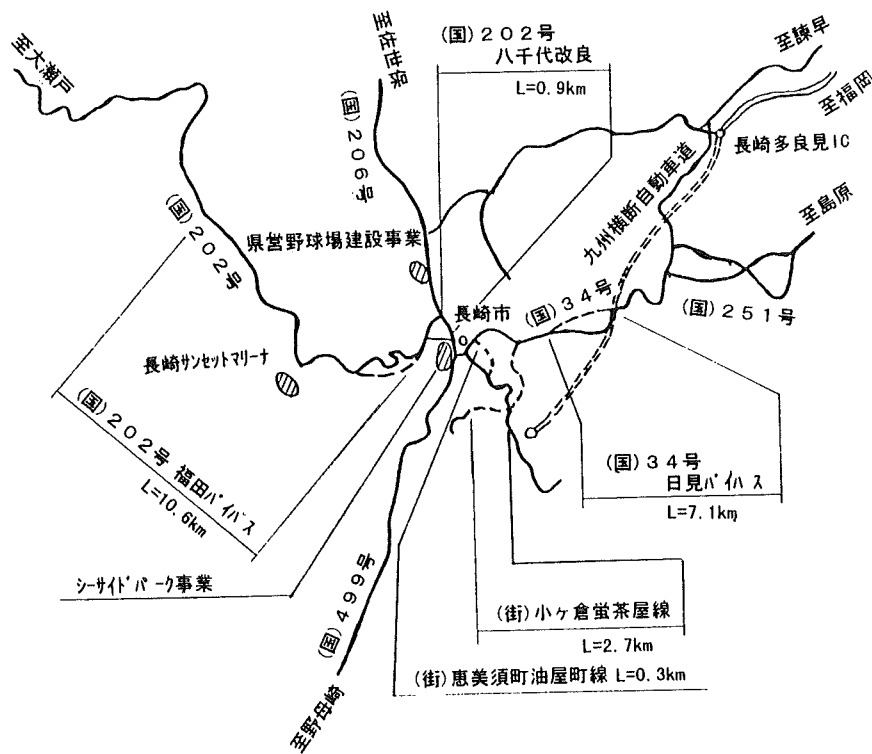 至大瀬戸
至佐世保
(国)202号
八千代改良
L=0.9km
至諫早
至福岡
長崎多良見IC
九州横断自動車道
至島原
(国)206号
(国)202号
県営野球場建設事業
(国)34号
(国)251号
長崎市
長崎サンセットマリーナ
(国)202号 福田バイパス
L=10.6km
(国)34号
日見バイパス
L=7.1km
シーサイドパーク事業
(国)499号
(街)小ヶ倉蛍茶屋線
L=2.7km
(街)恵美須町油屋町線 L=0.3km
至野母崎